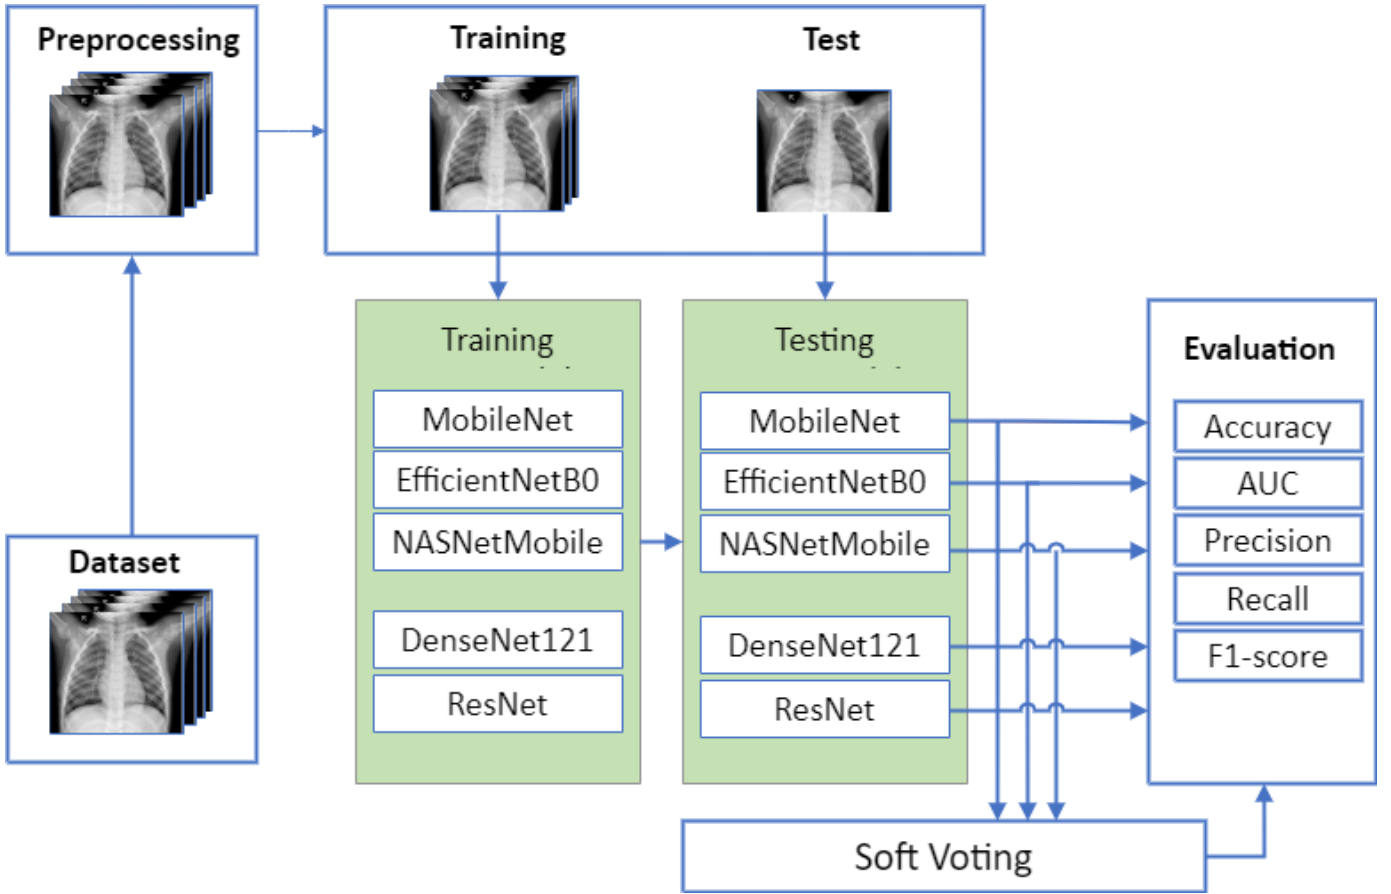 Preprocessing
Training
Test
Dataset
Training
MobileNet
EfficientNetB0
NASNetMobile
DenseNet121
ResNet
Testing
MobileNet
EfficientNetB0
NASNetMobile
DenseNet121
ResNet
Evaluation
Accuracy
AUC
Precision
Recall
F1-score
Soft Voting